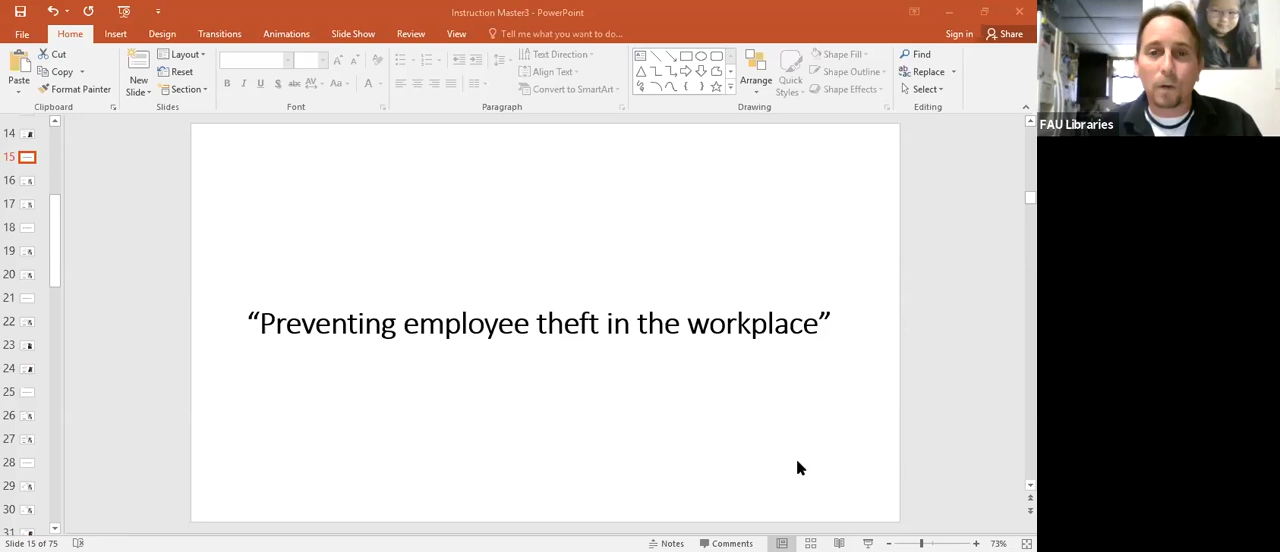 Instruction Master3 - PowerPoint
File Home Insert Design Transitions Animations Slide Show Review View Tell me what you want to do... Sign in Share
Paste
Cut
Copy
Format Painter
Clipboard
New Slide
Layout
Reset
Section
Slides
B I U S abc AV Aa A
Font
Text Direction
Align Text
Convert to SmartArt
Paragraph
Arrange
Quick Styles
Shape Fill
Shape Outline
Shape Effects
Drawing
Find
Replace
Select
Editing
FAU Libraries
14
15
16
17
18
19
20
21
22
23
24
25
26
27
28
29
30
31
“Preventing employee theft in the workplace”
Slide 15 of 75 Notes Comments 73%